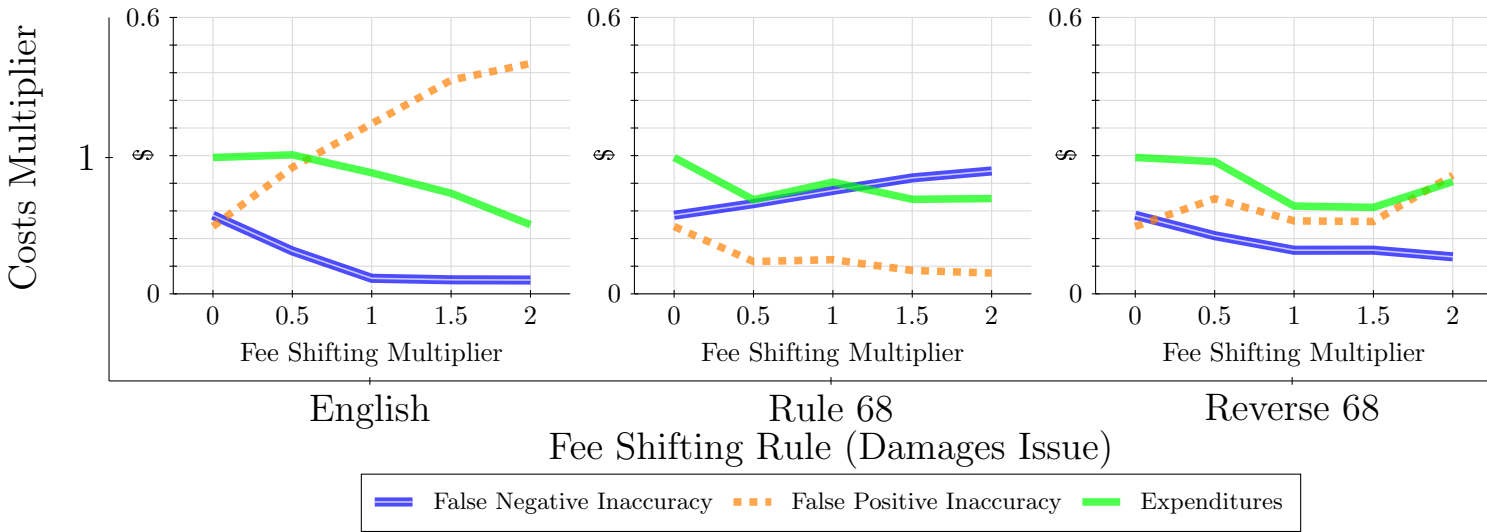 Costs Multiplier
1
0.6
$
0
0 0.5 1 1.5 2
Fee Shifting Multiplier
0.6
$
0
0 0.5 1 1.5 2
Fee Shifting Multiplier
0.6
$
0
0 0.5 1 1.5 2
Fee Shifting Multiplier
English Rule 68 Reverse 68
Fee Shifting Rule (Damages Issue)
False Negative Inaccuracy False Positive Inaccuracy Expenditures